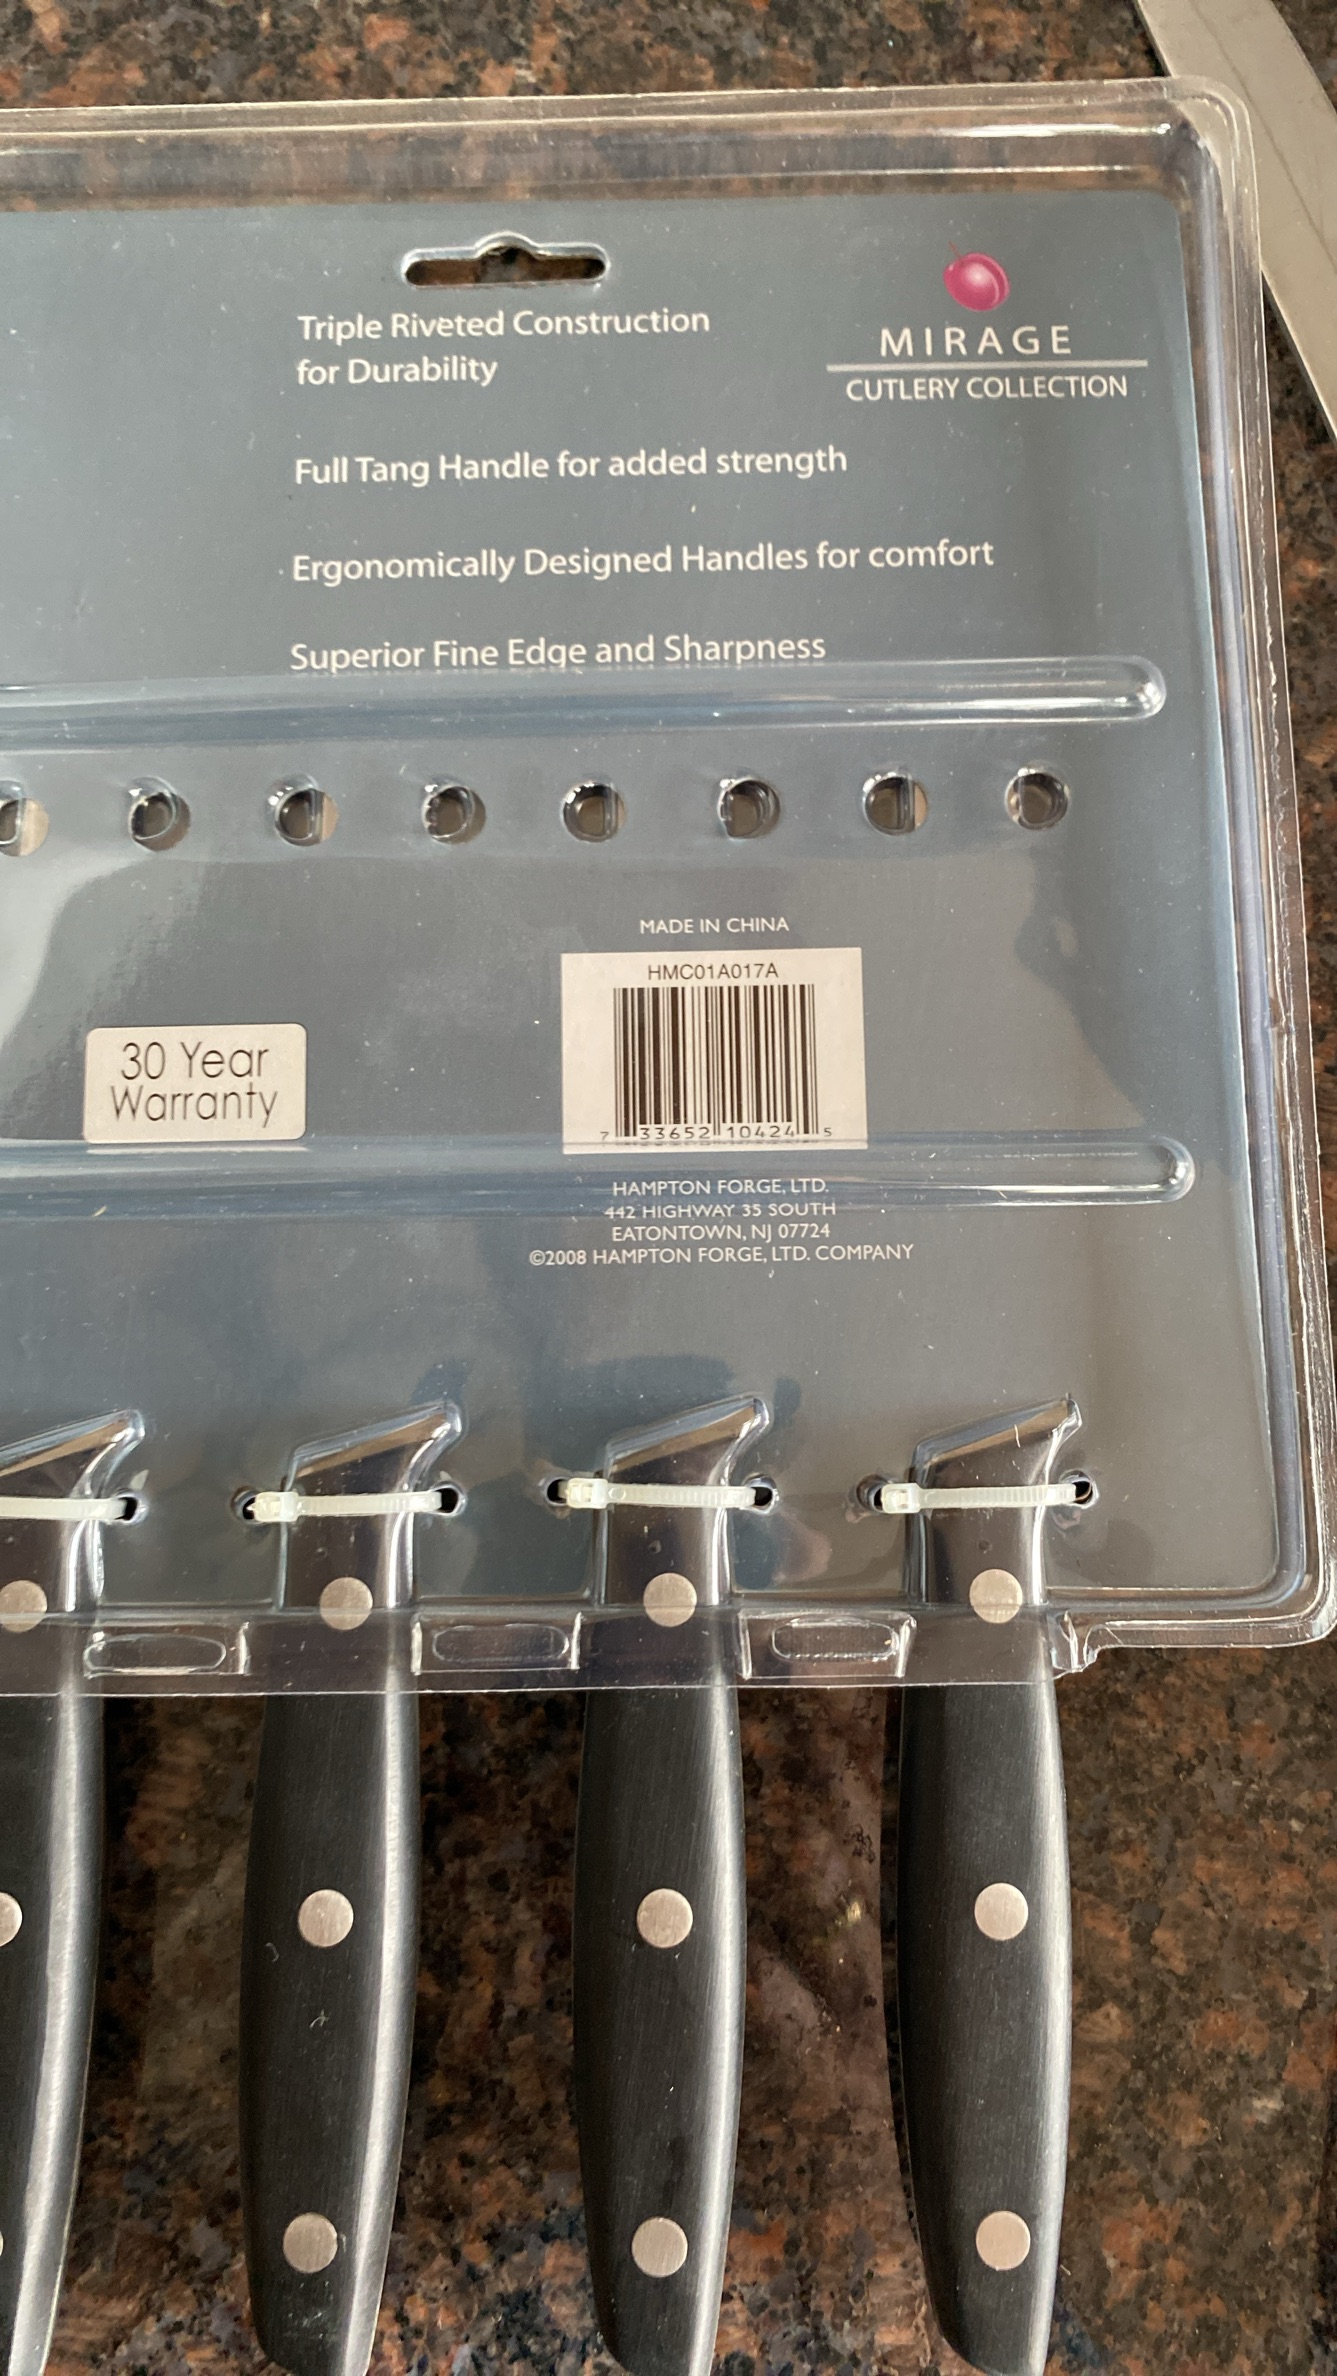 Triple Riveted Construction
for Durability
MIRAGE
CUTLERY COLLECTION
Full Tang Handle for added strength
Ergonomically Designed Handles for comfort
Superior Fine Edge and Sharpness
MADE IN CHINA
HMC01A017A
7 33652 10424 5
30 Year
Warranty
HAMPTON FORGE, LTD.
442 HIGHWAY 35 SOUTH
EATONTOWN, NJ 07724
©2008 HAMPTON FORGE, LTD. COMPANY